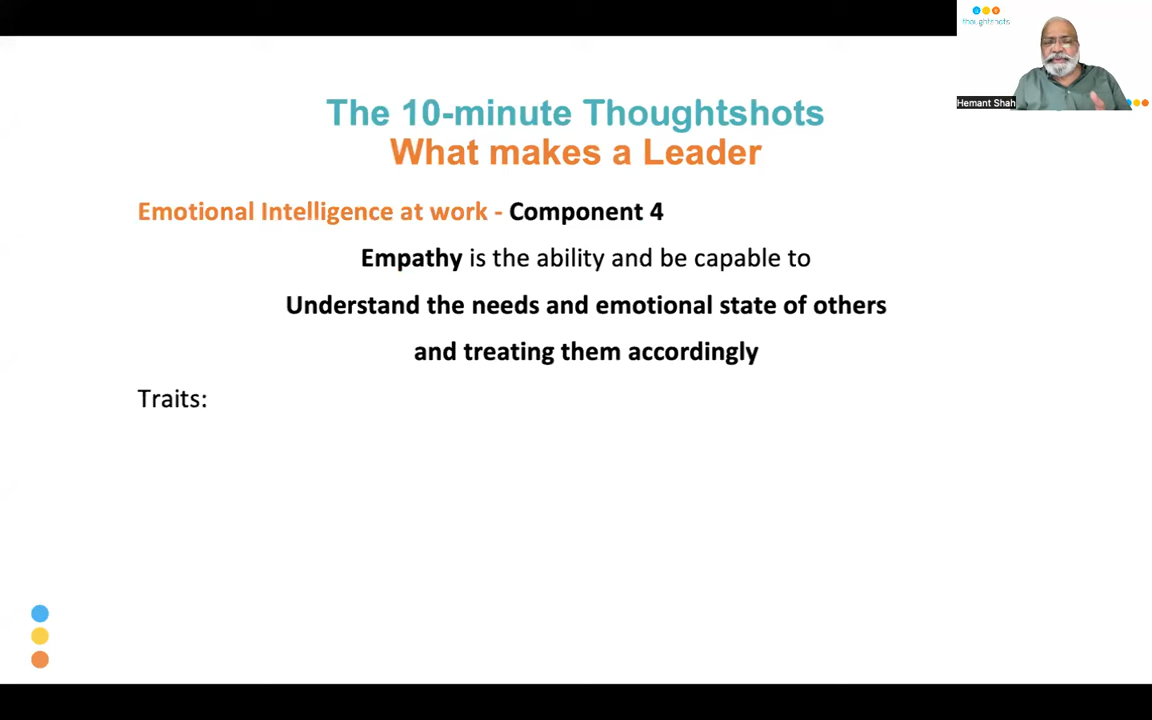 thoughtshots
Hemant Shah
The 10-minute Thoughtshots
What makes a Leader
Emotional Intelligence at work - Component 4
Empathy is the ability and be capable to
Understand the needs and emotional state of others
and treating them accordingly
Traits: